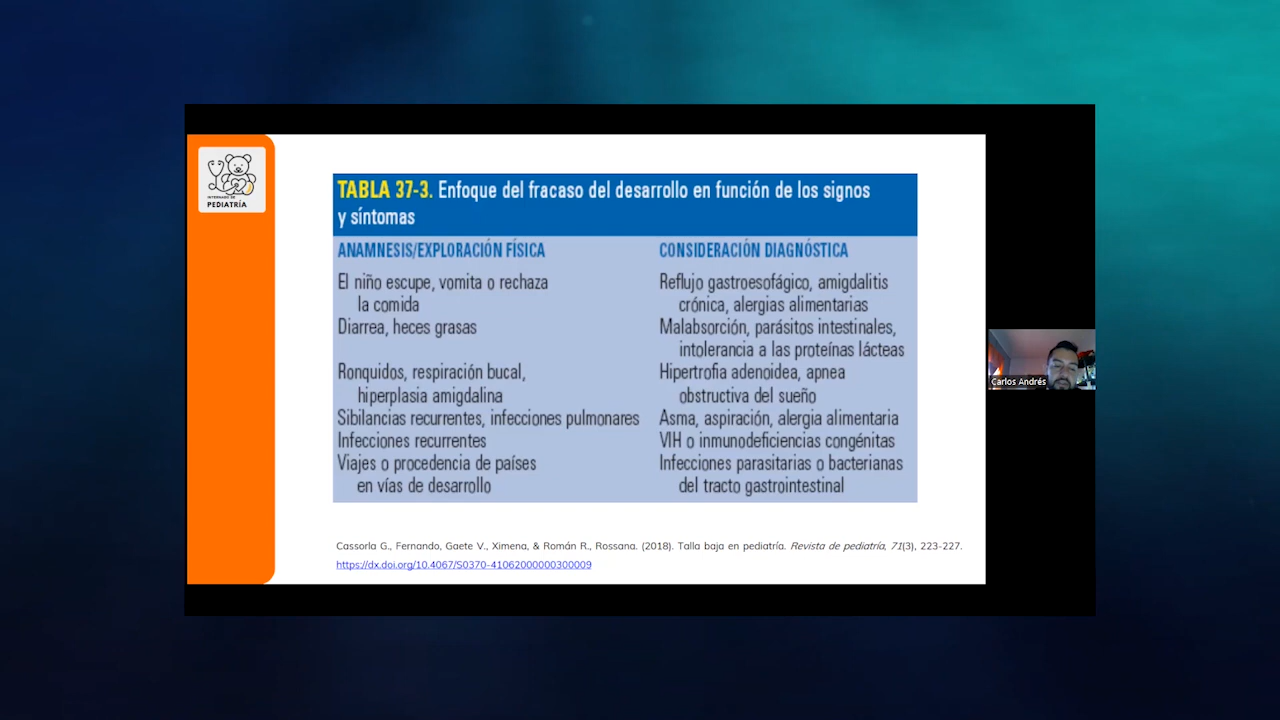 INTERNADO DE
PEDIATRÍA
TABLA 37-3. Enfoque del fracaso del desarrollo en función de los signos
y síntomas
ANAMNESIS/EXPLORACIÓN FÍSICA
CONSIDERACIÓN DIAGNÓSTICA
El niño escupe, vomita o rechaza
la comida
Reflujo gastroesofágico, amigdalitis
crónica, alergias alimentarias
Diarrea, heces grasas
Malabsorción, parásitos intestinales,
intolerancia a las proteínas lácteas
Ronquidos, respiración bucal,
hiperplasia amigdalina
Hipertrofia adenoidea, apnea
obstructiva del sueño
Sibilancias recurrentes, infecciones pulmonares
Asma, aspiración, alergia alimentaria
Infecciones recurrentes
VIH o inmunodeficiencias congénitas
Viajes o procedencia de países
en vías de desarrollo
Infecciones parasitarias o bacterianas
del tracto gastrointestinal
Cassorla G., Fernando, Gaete V., Ximena, & Román R., Rossana. (2018). Talla baja en pediatría. Revista de pediatría, 71(3), 223-227.
https://dx.doi.org/10.4067/S0370-41062000000300009
Carlos Andrés